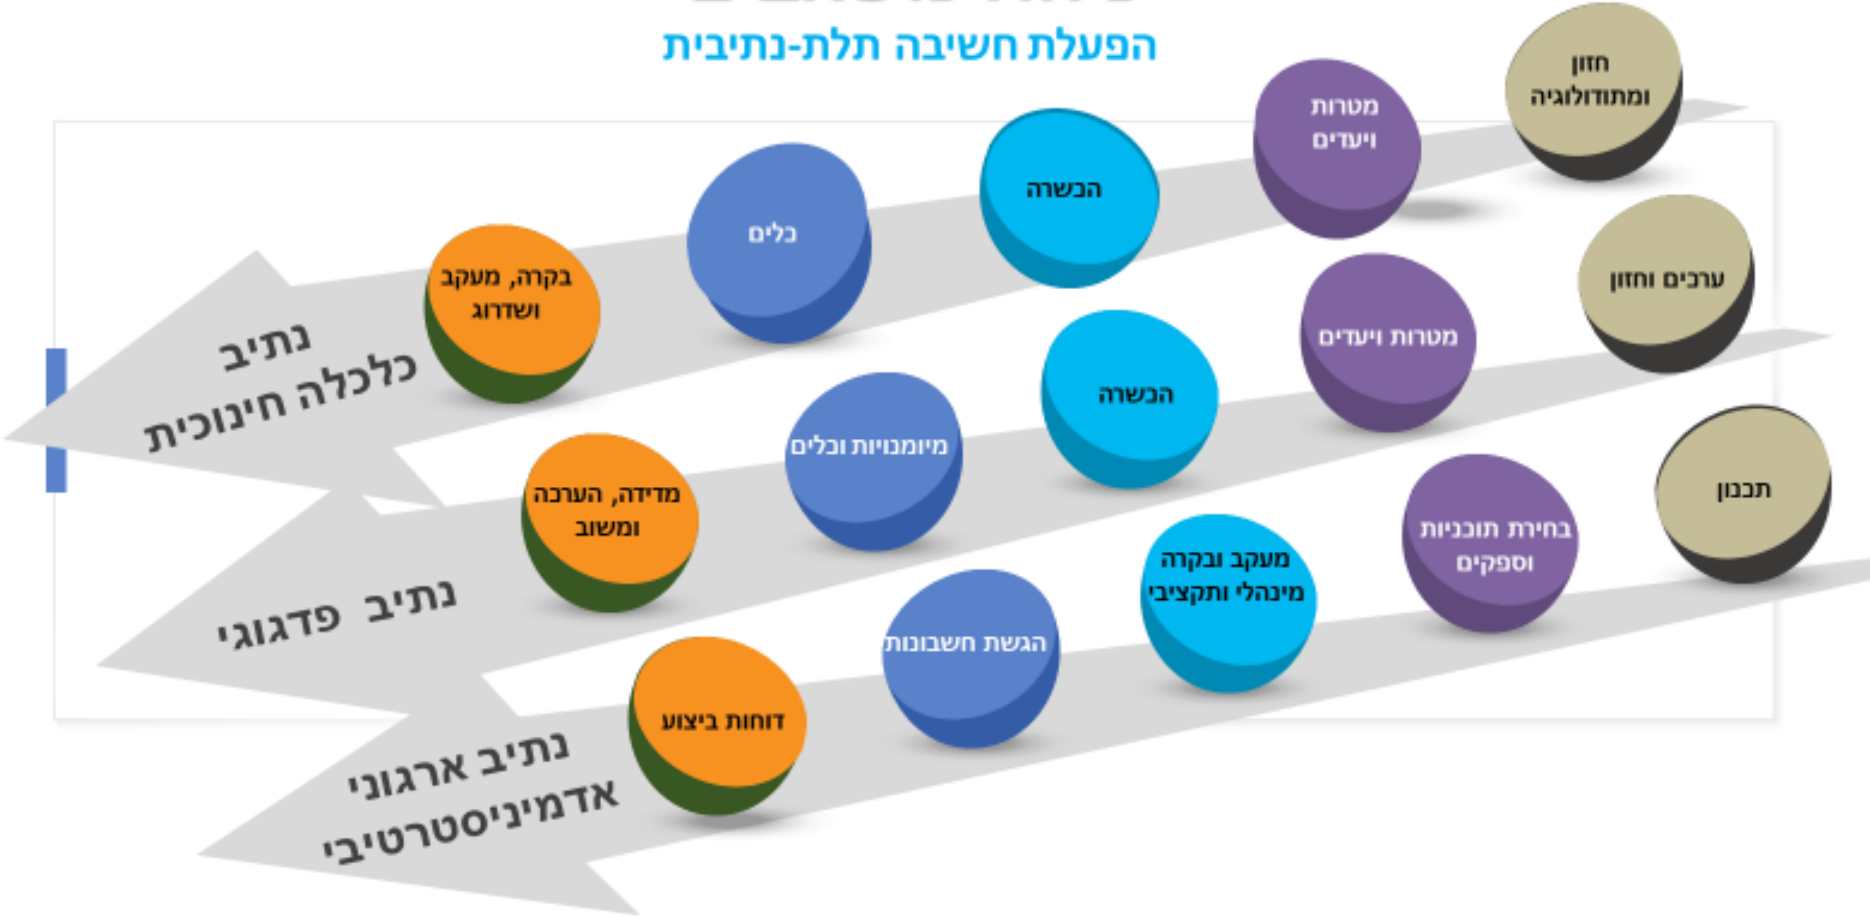 הפעלת חשיבה תלת-נתיבית
חזון
ומתודולוגיה
מטרות
ויעדים
הכשרה
כלים
בקרה, מעקב
ושדרוג
נתיב
כלכלה חינוכית
ערכים וחזון
מטרות ויעדים
הכשרה
מיומנויות וכלים
מדידה, הערכה
ומשוב
נתיב פדגוגי
תכנון
בחירת תוכניות
וספקים
מעקב ובקרה
מינהלי ותקציבי
הגשת חשבונות
דוחות ביצוע
נתיב ארגוני
אדמיניסטרטיבי